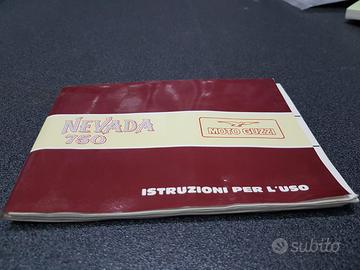 NEVADA
750
MOTO GUZZI
ISTRUZIONI PER L'USO
subito